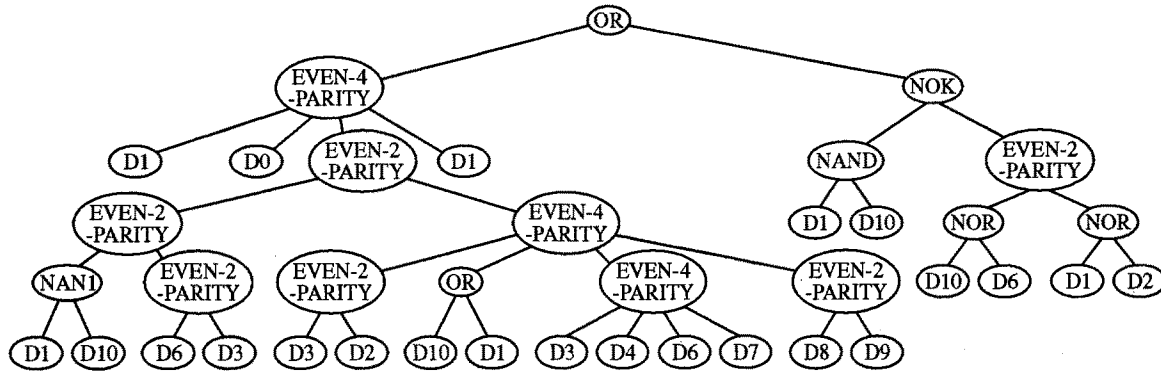 OR
EVEN-4
-PARITY
NOK
D1
D0
EVEN-2
-PARITY
D1
NAND
EVEN-2
-PARITY
EVEN-2
-PARITY
EVEN-4
-PARITY
D1
D10
NOR
NOR
NAN1
EVEN-2
-PARITY
EVEN-2
-PARITY
OR
EVEN-4
-PARITY
EVEN-2
-PARITY
D10
D6
D1
D2
D1
D10
D6
D3
D3
D2
D10
D1
D3
D4
D6
D7
D8
D9